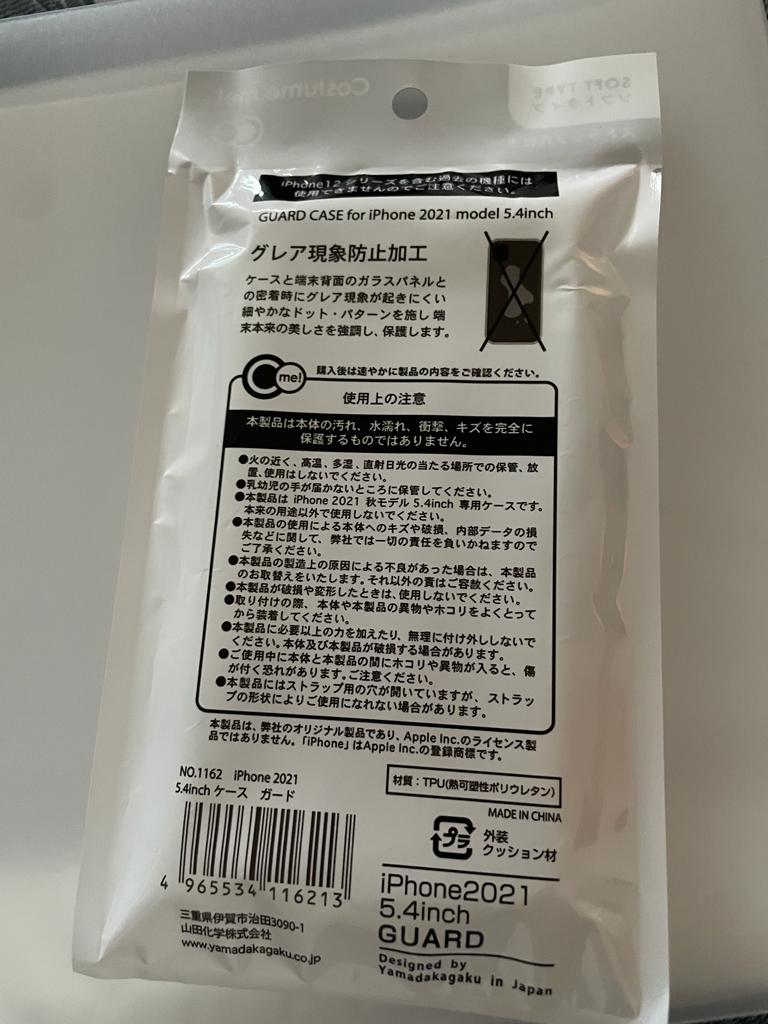 Costume me!
SOFT TYPE
ソフトタイプ
iPhone12 シリーズを含む過去の機種には
使用できませんのでご注意ください。
GUARD CASE for iPhone 2021 model 5.4inch
グレア現象防止加工
ケースと端末背面のガラスパネルと
の密着時にグレア現象が起きにくい
細やかなドット・パターンを施し 端
末本来の美しさを強調し、保護します。
me!
購入後は速やかに製品の内容をご確認ください。
使用上の注意
本製品は本体の汚れ、水濡れ、衝撃、キズを完全に
保護するものではありません。
●火の近く、高温、多湿、直射日光の当たる場所での保管、放
置、使用はしないでください。
●乳幼児の手が届かないところに保管してください。
●本製品は iPhone 2021 秋モデル 5.4inch 専用ケースです。
本来の用途以外で使用しないでください。
●本製品の使用による本体へのキズや破損、内部データの損
失などに関して、弊社では一切の責任を負いかねますので
ご了承ください。
●本製品の製造上の原因による不良があった場合は、本製品
のお取替えをいたします。それ以外の責はご容赦ください。
●本製品が破損や変形したときは、使用しないでください。
●取り付けの際、本体や本製品の異物やホコリをよくとって
から装着してください。
●本製品に必要以上の力を加えたり、無理に付け外ししないで
ください。本体及び本製品が破損する場合があります。
●ご使用中に本体と本製品の間にホコリや異物が入ると、傷
が付く恐れがあります。ご注意ください。
●本製品にはストラップ用の穴が開いていますが、ストラッ
プの形状によりご使用になれない場合があります。
本製品は、弊社のオリジナル製品であり、Apple Inc.のライセンス製
品ではありません。「iPhone」はApple Inc.の登録商標です。
NO.1162 iPhone 2021
5.4inch ケース ガード
4 965534 116213
三重県伊賀市治田3090-1
山田化学株式会社
www.yamadakagaku.co.jp
材質：TPU(熱可塑性ポリウレタン)
MADE IN CHINA
プラ
外装
クッション材
iPhone2021
5.4inch
GUARD
Designed by
Yamadakagaku in Japan